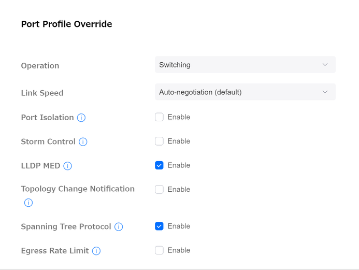 Port Profile Override
Operation
Switching
Link Speed
Auto-negotiation (default)
Port Isolation
Enable
Storm Control
Enable
LLDP MED
Enable
Topology Change Notification
Enable
Spanning Tree Protocol
Enable
Egress Rate Limit
Enable